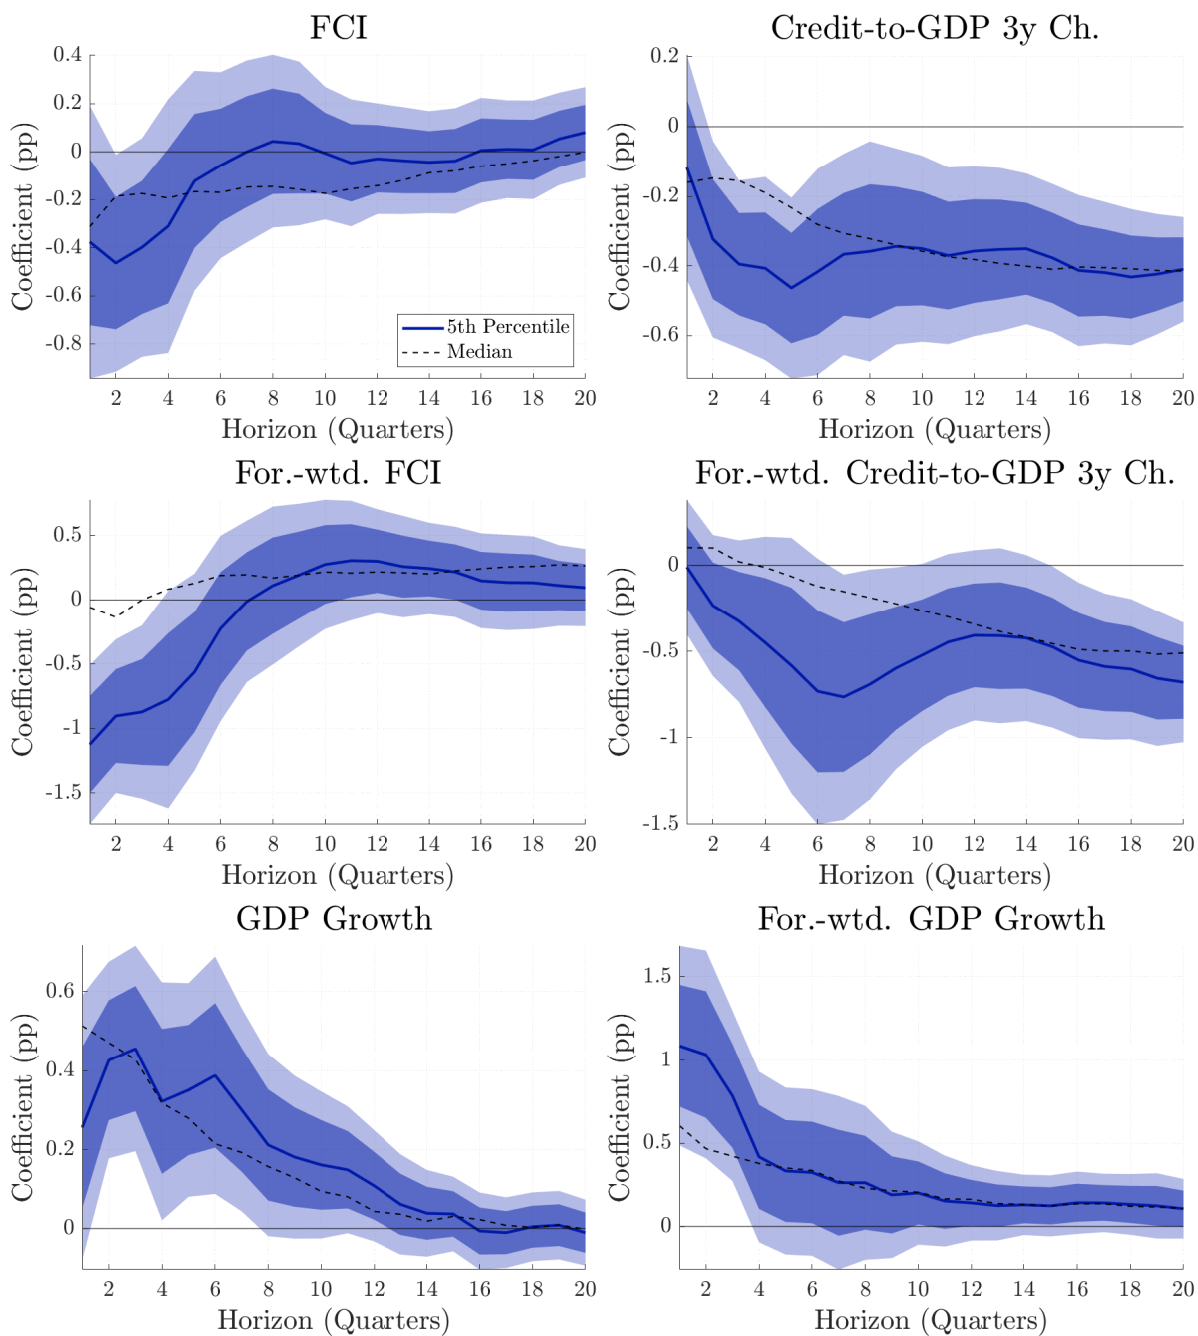 FCI
Coefficient (pp)
0.4
0.2
0
-0.2
-0.4
-0.6
-0.8
5th Percentile
Median
2 4 6 8 10 12 14 16 18 20
Horizon (Quarters)
Credit-to-GDP 3y Ch.
Coefficient (pp)
0.2
0
-0.2
-0.4
-0.6
2 4 6 8 10 12 14 16 18 20
Horizon (Quarters)
For.-wtd. FCI
Coefficient (pp)
0.5
0
-0.5
-1
-1.5
2 4 6 8 10 12 14 16 18 20
Horizon (Quarters)
For.-wtd. Credit-to-GDP 3y Ch.
Coefficient (pp)
0
-0.5
-1
-1.5
2 4 6 8 10 12 14 16 18 20
Horizon (Quarters)
GDP Growth
Coefficient (pp)
0.6
0.4
0.2
0
2 4 6 8 10 12 14 16 18 20
Horizon (Quarters)
For.-wtd. GDP Growth
Coefficient (pp)
1.5
1
0.5
0
2 4 6 8 10 12 14 16 18 20
Horizon (Quarters)